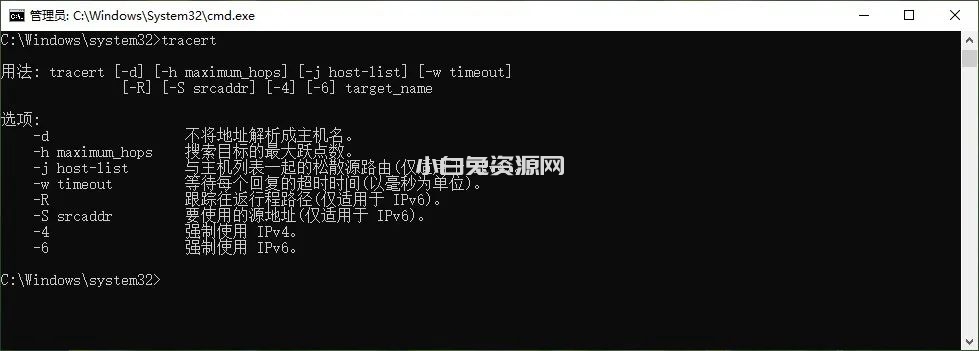 管理员: C:\Windows\System32\cmd.exe
C:\Windows\system32>tracert
用法: tracert [-d] [-h maximum_hops] [-j host-list] [-w timeout]
[-R] [-S srcaddr] [-4] [-6] target_name
选项:
-d 不将地址解析成主机名。
-h maximum_hops 搜索目标的最大跃点数。
-j host-list 与主机列表一起的松散源路由(仅
小白兔资源网
-w timeout 等待每个回复的超时时间(以毫秒为单位)。
-R 跟踪往返行程路径(仅适用于 IPv6)。
-S srcaddr 要使用的源地址(仅适用于 IPv6)。
-4 强制使用 IPv4。
-6 强制使用 IPv6。
C:\Windows\system32>